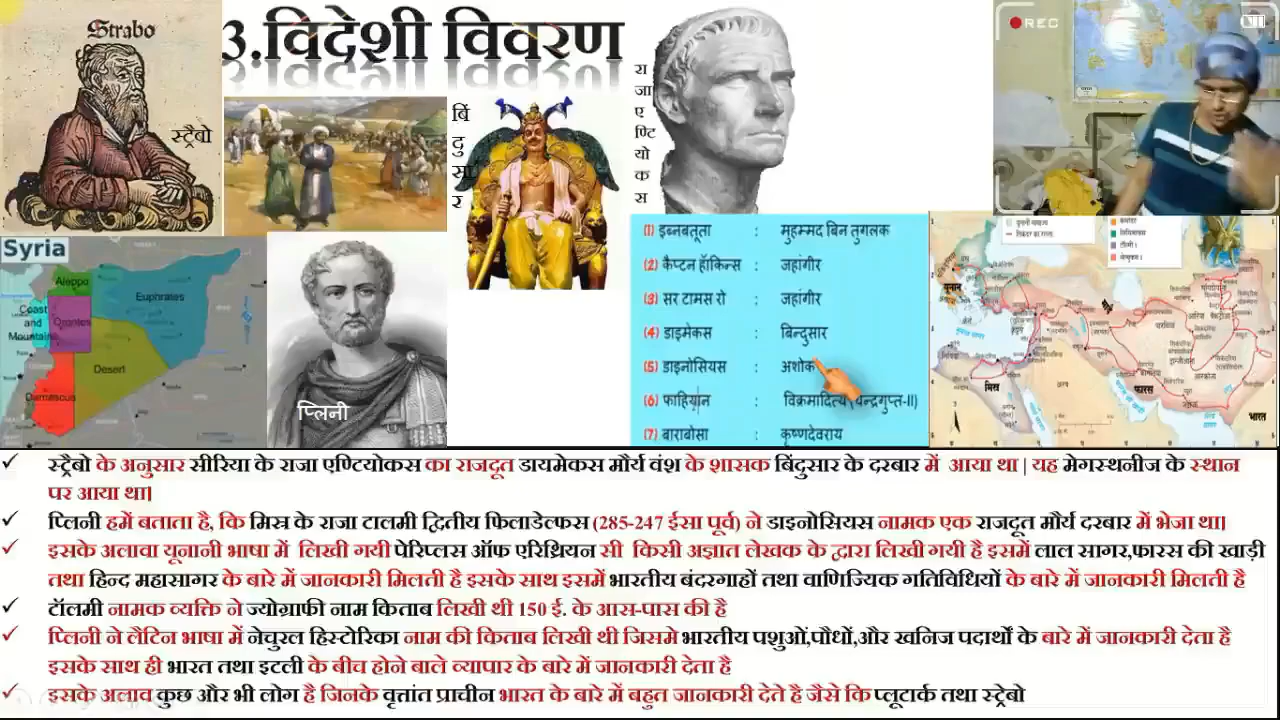 Strabo
स्ट्रैबो
3.विदेशी विवरण
बिंदुसार
राजा एण्टियोकस
REC
Syria
Aleppo
Euphrates
Coast and Mountains
Orontes
Desert
Damascus
प्लिनी
(1) इब्नबतूता : मुहम्मद बिन तुगलक
(2) कैप्टन हॅाकिन्स : जहांगीर
(3) सर टामस रो : जहांगीर
(4) डाइमेकस : बिन्दुसार
(5) डाइनोसियस : अशोक
(6) फाहियान : विक्रमादित्य (चन्द्रगुप्त-II)
(7) बाराबोसा : कृष्णदेवराय
यूनान
मिस्र
फारस
भारत
✓ स्ट्रैबो के अनुसार सीरिया के राजा एण्टियोकस का राजदूत डायमेकस मौर्य वंश के शासक बिंदुसार के दरबार में आया था | यह मेगस्थनीज के स्थान
पर आया था।
✓ प्लिनी हमें बताता है, कि मिस्र के राजा टालमी द्वितीय फिलाडेल्फस (285-247 ईसा पूर्व) ने डाइनोसियस नामक एक राजदूत मौर्य दरबार में भेजा था।
✓ इसके अलावा यूनानी भाषा में लिखी गयी पेरिप्लस ऑफ एरिथ्रियन सी किसी अज्ञात लेखक के द्वारा लिखी गयी है इसमें लाल सागर,फारस की खाड़ी
तथा हिन्द महासागर के बारे में जानकारी मिलती है इसके साथ इसमें भारतीय बंदरगाहों तथा वाणिज्यिक गतिविधियों के बारे में जानकारी मिलती है
✓ टॉलमी नामक व्यक्ति ने ज्योग्राफी नाम किताब लिखी थी 150 ई. के आस-पास की है
✓ प्लिनी ने लैटिन भाषा में नेचुरल हिस्टोरिका नाम की किताब लिखी थी जिसमे भारतीय पशुओं,पौधों,और खनिज पदार्थों के बारे में जानकारी देता है
इसके साथ ही भारत तथा इटली के बीच होने बाले व्यापार के बारे में जानकारी देता है
✓ इसके अलाव कुछ और भी लोग है जिनके वृत्तांत प्राचीन भारत के बारे में बहुत जानकारी देते है जैसे कि प्लूटार्क तथा स्ट्रेबो